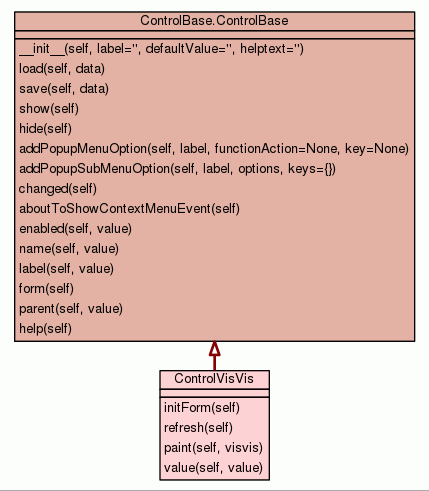 ControlBase.ControlBase
__init__(self, label='', defaultValue='', helptext='')
load(self, data)
save(self, data)
show(self)
hide(self)
addPopupMenuOption(self, label, functionAction=None, key=None)
addPopupSubMenuOption(self, label, options, keys={})
changed(self)
aboutToShowContextMenuEvent(self)
enabled(self, value)
name(self, value)
label(self, value)
form(self)
parent(self, value)
help(self)
ControlVisVis
initForm(self)
refresh(self)
paint(self, visvis)
value(self, value)